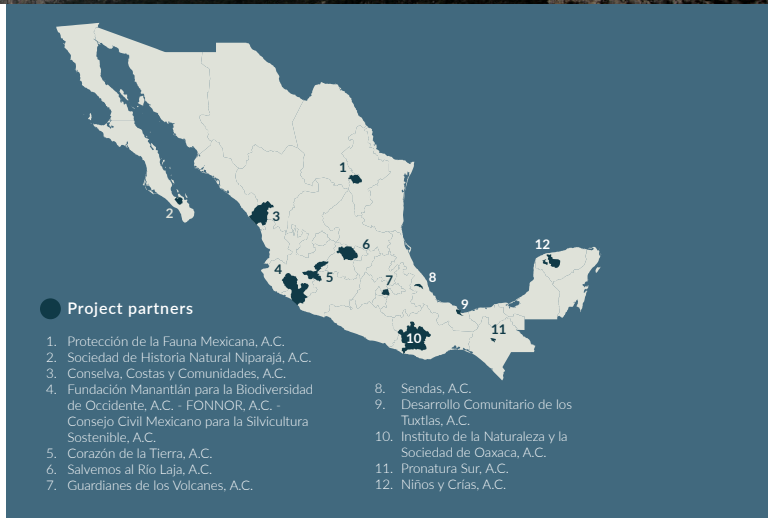 1
2
3
4
5
6
7
8
9
10
11
12
Project partners
1. Protección de la Fauna Mexicana, A.C.
2. Sociedad de Historia Natural Niparajá, A.C.
3. Conselva, Costas y Comunidades, A.C.
4. Fundación Manantlán para la Biodiversidad
de Occidente, A.C. - FONNOR, A.C. -
Consejo Civil Mexicano para la Silvicultura
Sostenible, A.C.
5. Corazón de la Tierra, A.C.
6. Salvemos al Río Laja, A.C.
7. Guardianes de los Volcanes, A.C.
8. Sendas, A.C.
9. Desarrollo Comunitario de los
Tuxtlas, A.C.
10. Instituto de la Naturaleza y la
Sociedad de Oaxaca, A.C.
11. Pronatura Sur, A.C.
12. Niños y Crías, A.C.